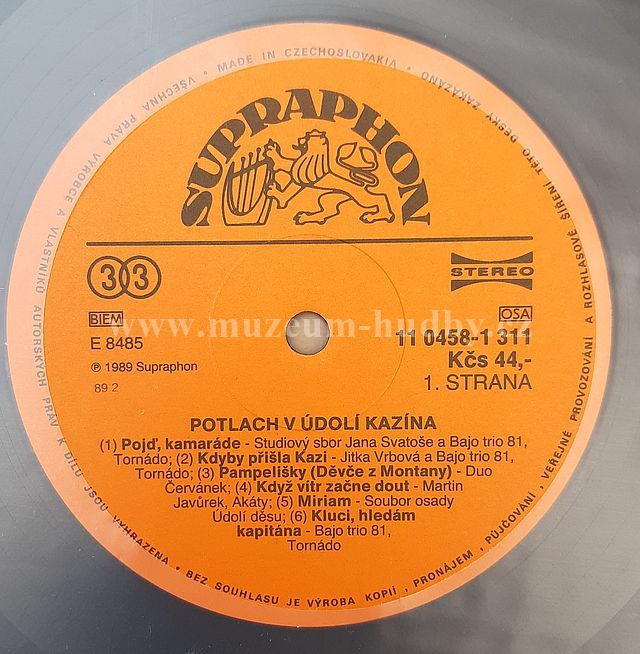 MADE IN CZECHOSLOVAKIA • VŠECHNA PRÁVA VÝROBCE A VLASTNÍKU AUTORSKÝCH PRÁV K DÍLU JSOU VYHRAZENA • BEZ SOUHLASU JE VÝROBA KOPIÍ, PRONÁJEM, PŮJČOVÁNÍ, VEŘEJNÉ PROVOZOVÁNÍ A ROZHLASOVÉ ŠÍŘENÍ TÉTO DESKY ZAKÁZÁNO •
SUPRAPHON
33
STEREO
BIEM
OSA
www.muzeum-hudby.cz
E 8485
11 0458-1 311
℗ 1989 Supraphon
Kčs 44,-
89 2
1. STRANA
POTLACH V ÚDOLÍ KAZÍNA
(1) Pojď, kamaráde - Studiový sbor Jana Svatoše a Bajo trio 81,
Tornádo; (2) Kdyby přišla Kazi - Jitka Vrbová a Bajo trio 81,
Tornádo; (3) Pampelišky (Děvče z Montany) - Duo
Červánek; (4) Když vítr začne dout - Martin
Javůrek, Akáty; (5) Miriam - Soubor osady
Údolí děsu; (6) Kluci, hledám
kapitána - Bajo trio 81,
Tornádo